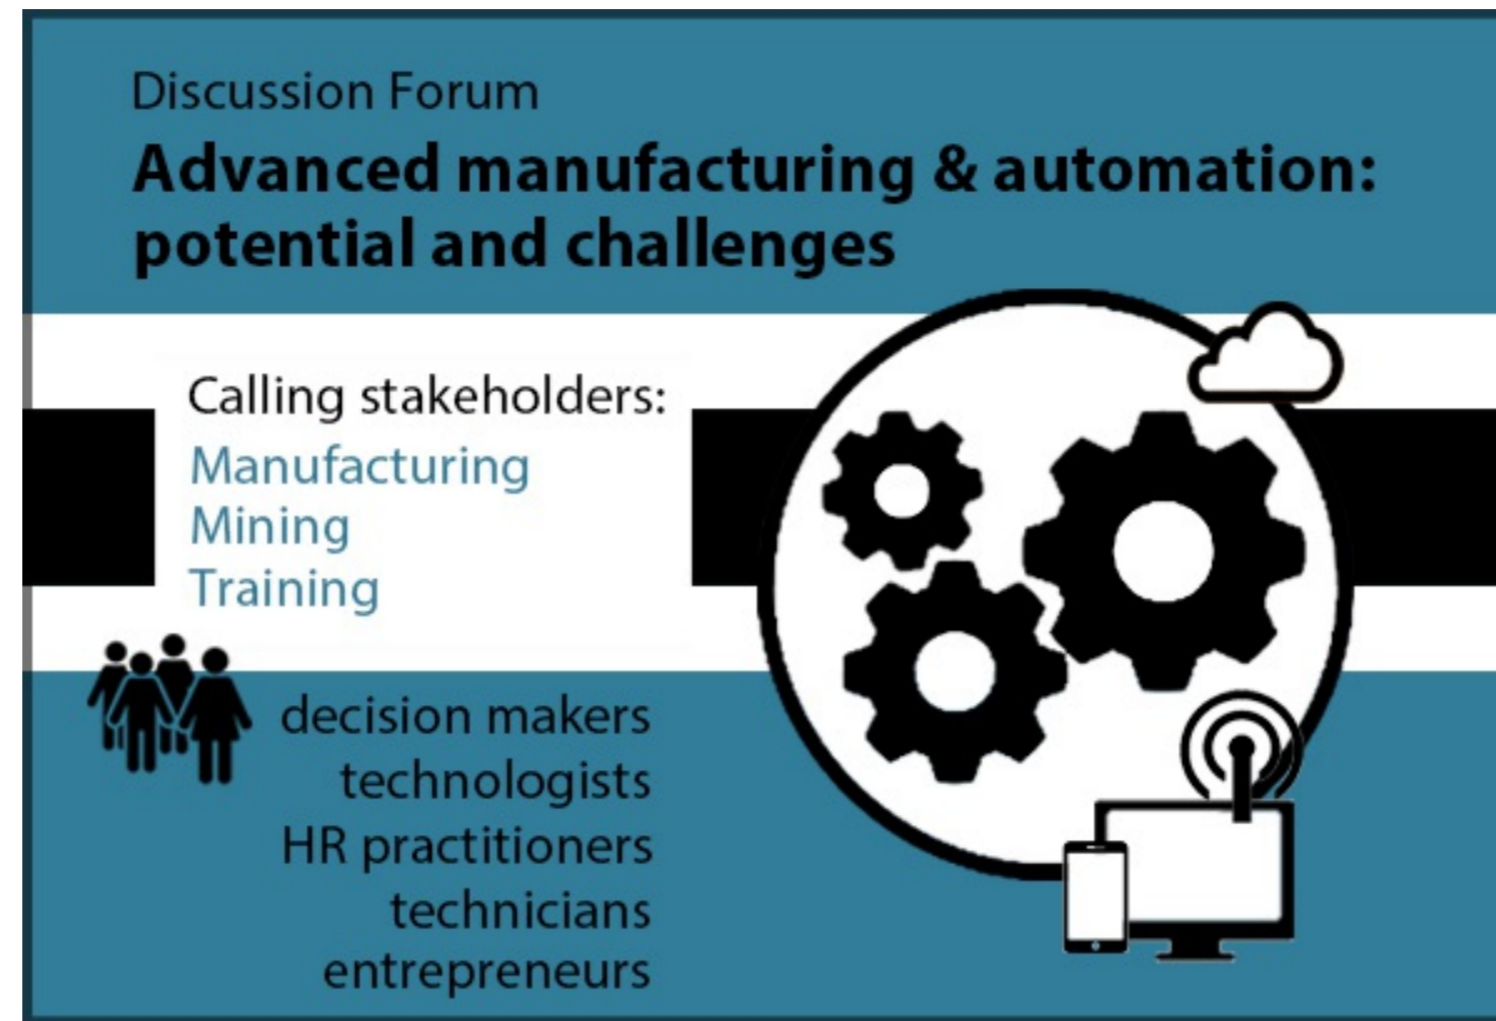 Discussion Forum
Advanced manufacturing & automation:
potential and challenges
Calling stakeholders:
Manufacturing
Mining
Training
decision makers
technologists
HR practitioners
technicians
entrepreneurs